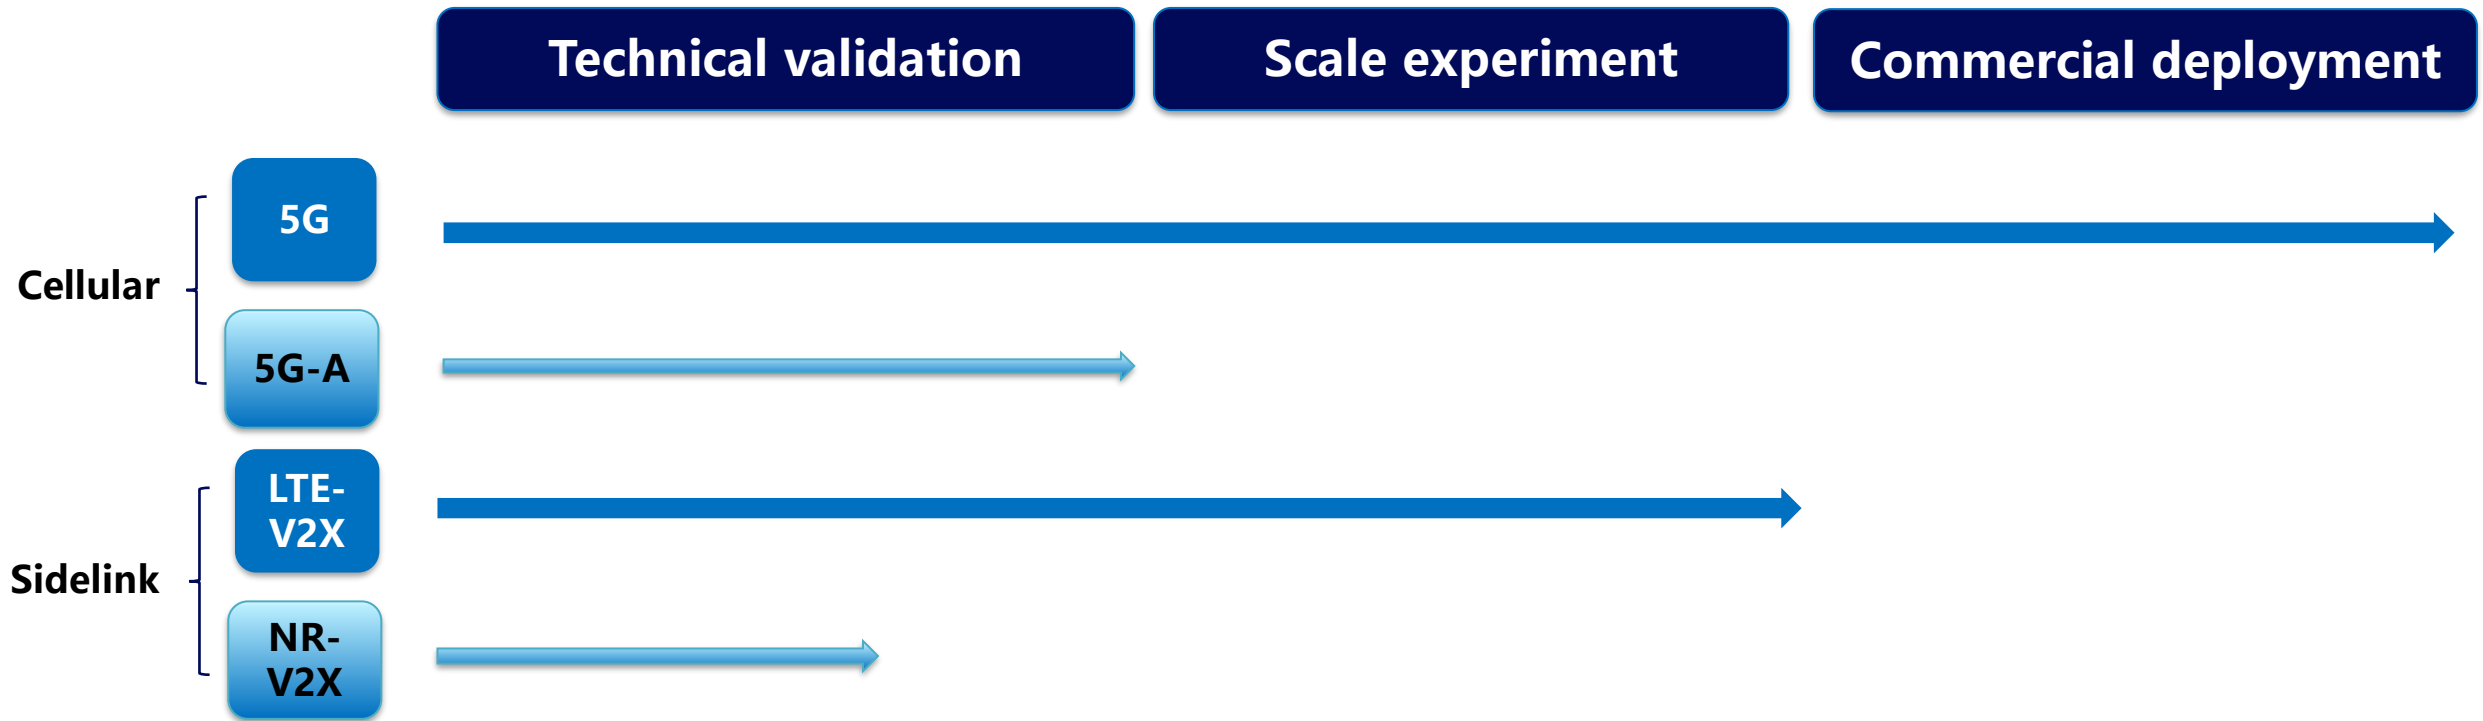 Technical validation
Scale experiment
Commercial deployment
Cellular
5G
5G-A
Sidelink
LTE-
V2X
NR-
V2X